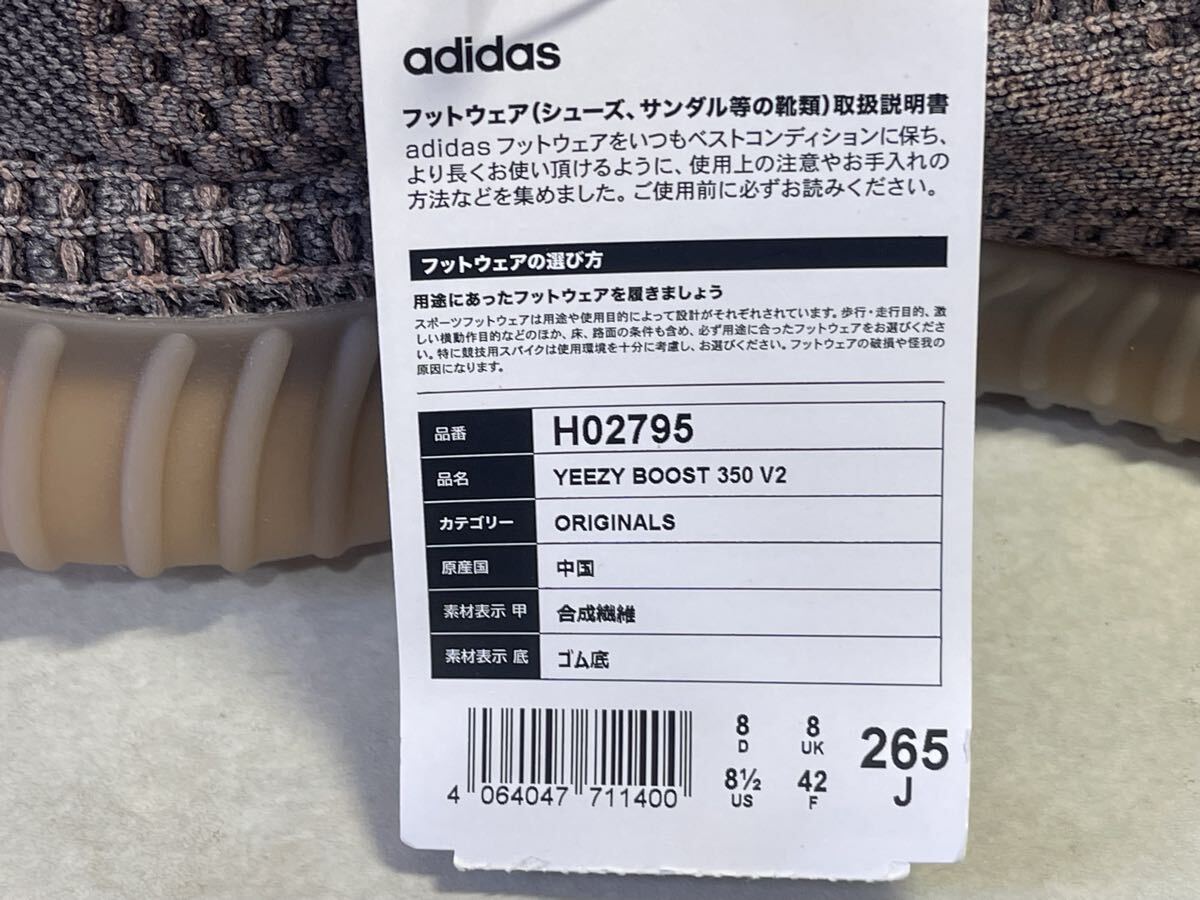 adidas
フットウェア(シューズ、サンダル等の靴類)取扱説明書
adidas フットウェアをいつもベストコンディションに保ち、
より長くお使い頂けるように、使用上の注意やお手入れの
方法などを集めました。ご使用前に必ずお読みください。
フットウェアの選び方
用途にあったフットウェアを履きましょう
スポーツフットウェアは用途や使用目的によって設計がそれぞれされています。歩行・走行目的、激
しい横動作目的などのほか、床、路面の条件も含め、必ず用途に合ったフットウェアをお選びくださ
い。特に競技用スパイクは使用環境を十分に考慮し、お選びください。フットウェアの破損や怪我の
原因になります。
品番 H02795
品名 YEEZY BOOST 350 V2
カテゴリー ORIGINALS
原産国 中国
素材表示 甲 合成繊維
素材表示 底 ゴム底
8 8 265
D UK J
8½ 42
US F
4 064047 711400